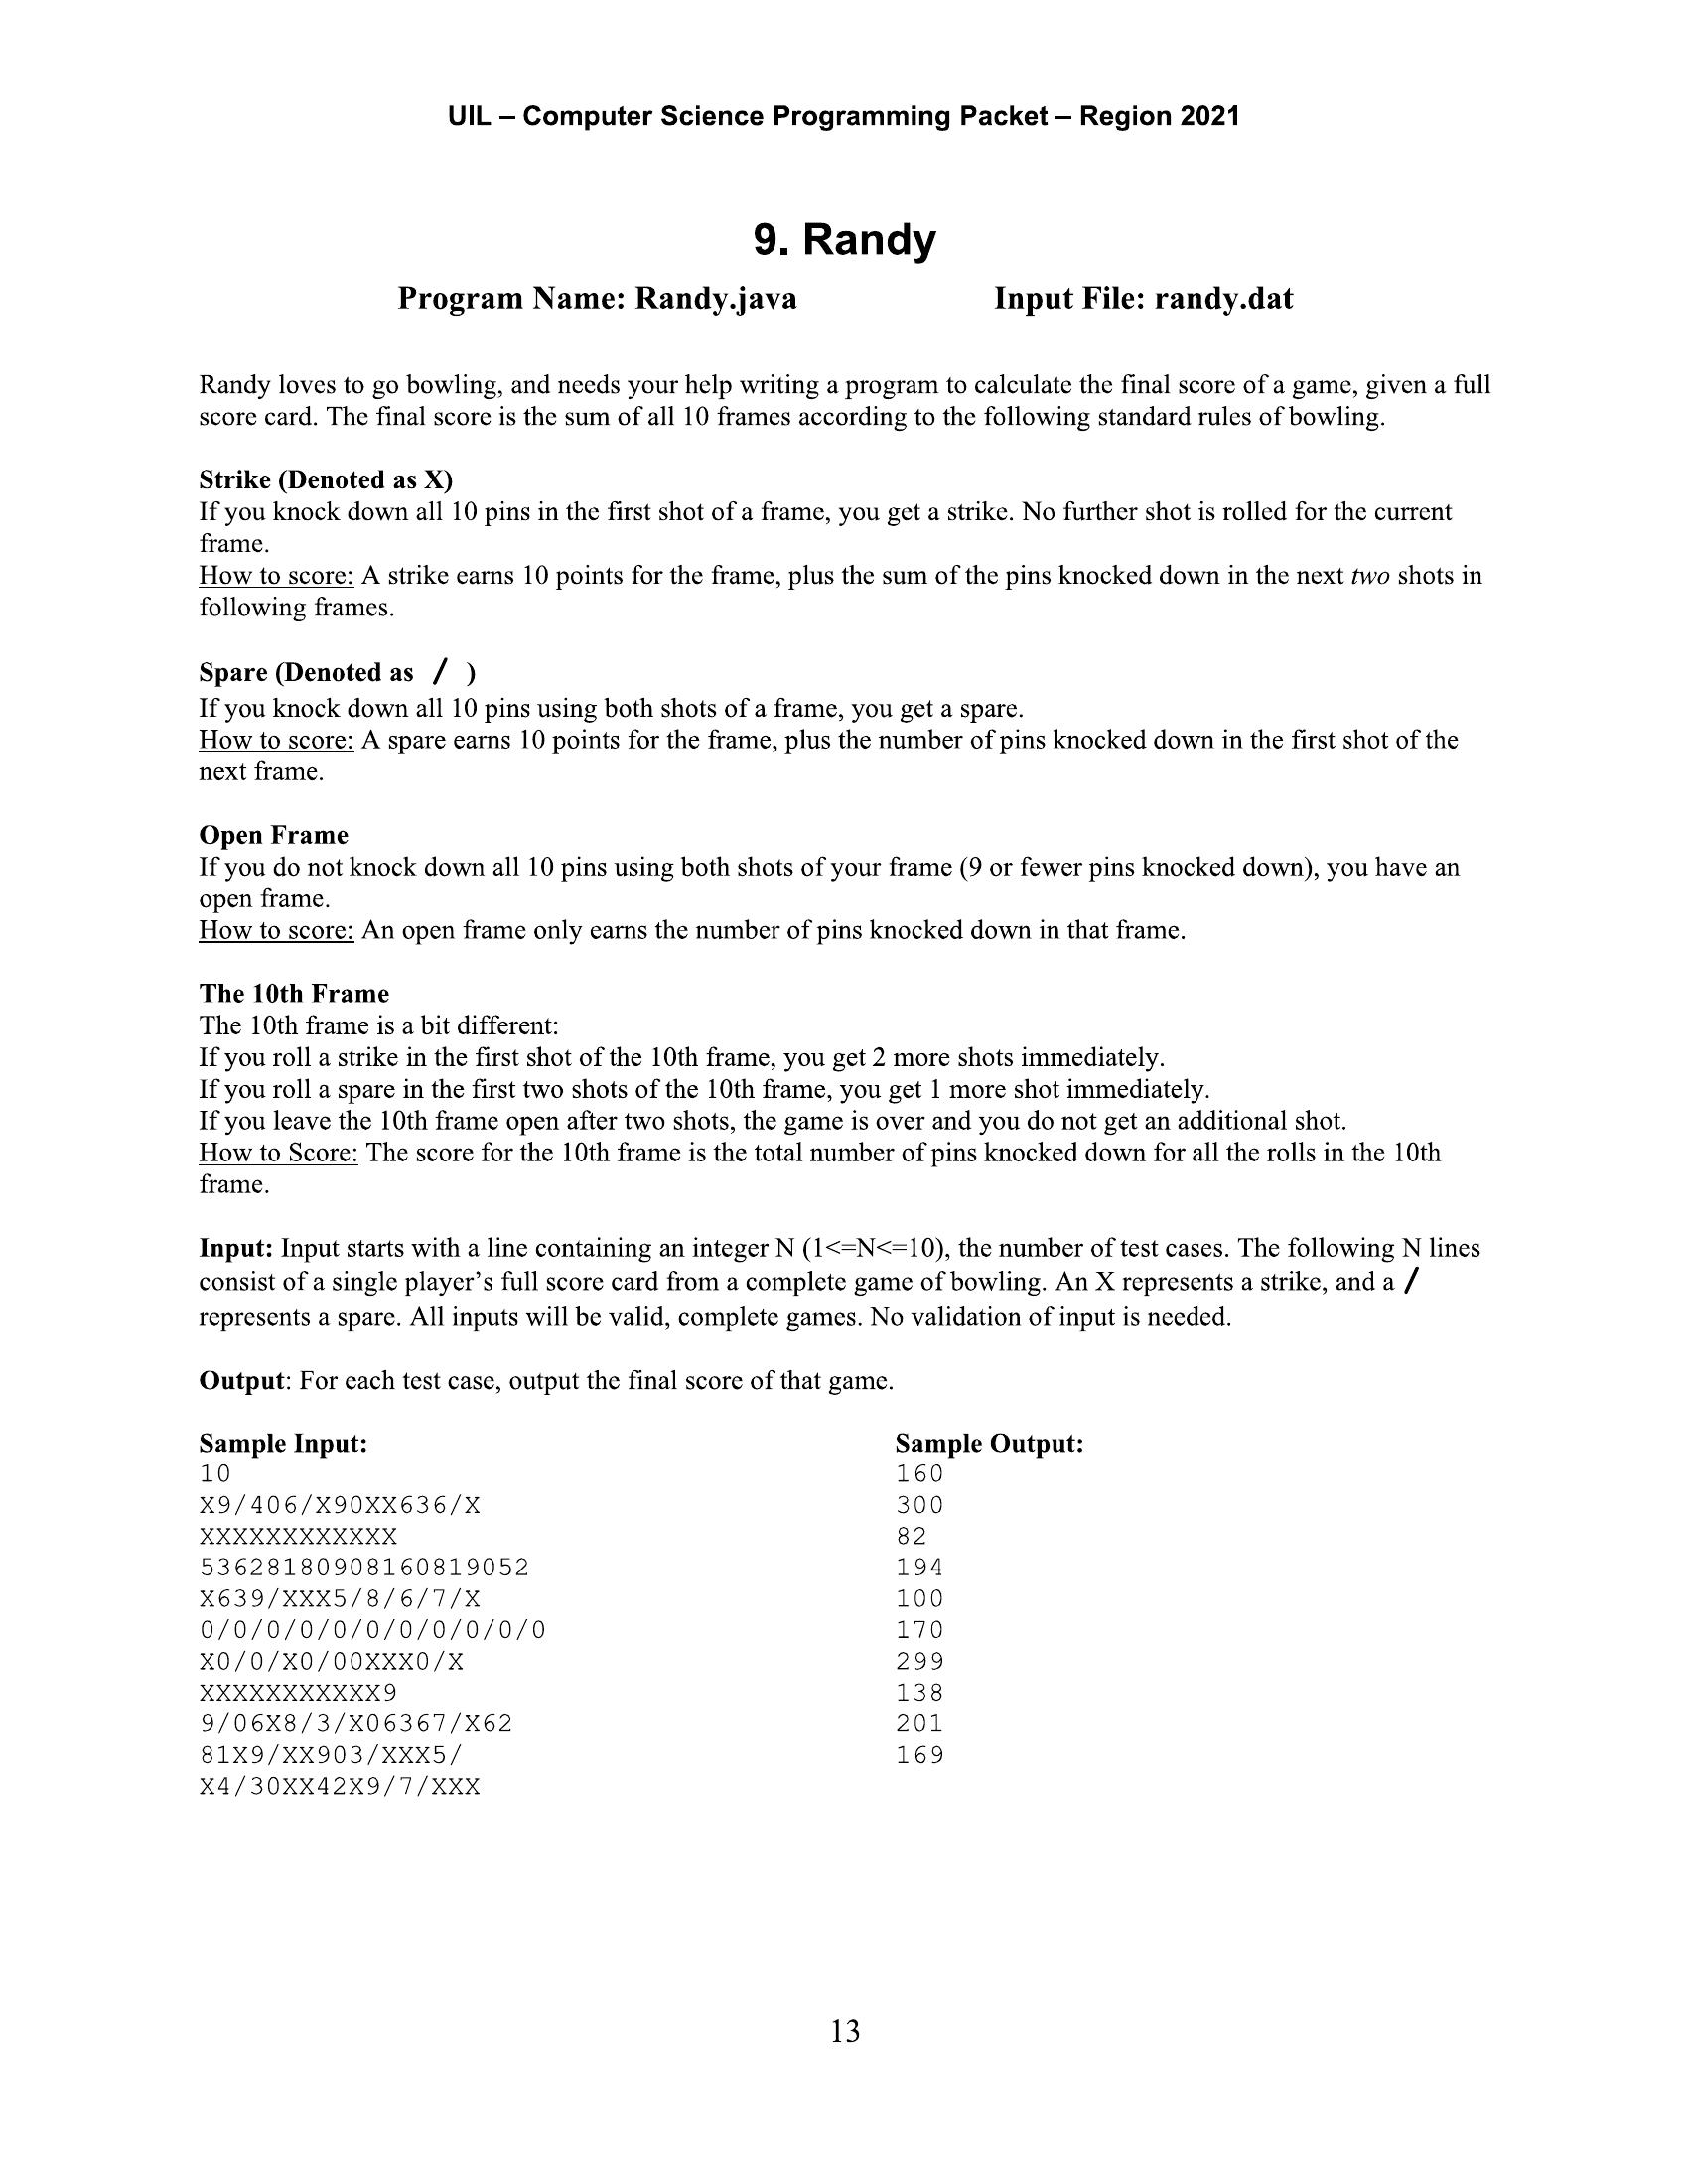 UIL – Computer Science Programming Packet – Region 2021
9. Randy
Program Name: Randy.java Input File: randy.dat
Randy loves to go bowling, and needs your help writing a program to calculate the final score of a game, given a full
score card. The final score is the sum of all 10 frames according to the following standard rules of bowling.
Strike (Denoted as X)
If you knock down all 10 pins in the first shot of a frame, you get a strike. No further shot is rolled for the current
frame.
How to score: A strike earns 10 points for the frame, plus the sum of the pins knocked down in the next two shots in
following frames.
Spare (Denoted as / )
If you knock down all 10 pins using both shots of a frame, you get a spare.
How to score: A spare earns 10 points for the frame, plus the number of pins knocked down in the first shot of the
next frame.
Open Frame
If you do not knock down all 10 pins using both shots of your frame (9 or fewer pins knocked down), you have an
open frame.
How to score: An open frame only earns the number of pins knocked down in that frame.
The 10th Frame
The 10th frame is a bit different:
If you roll a strike in the first shot of the 10th frame, you get 2 more shots immediately.
If you roll a spare in the first two shots of the 10th frame, you get 1 more shot immediately.
If you leave the 10th frame open after two shots, the game is over and you do not get an additional shot.
How to Score: The score for the 10th frame is the total number of pins knocked down for all the rolls in the 10th
frame.
Input: Input starts with a line containing an integer N (1<=N<=10), the number of test cases. The following N lines
consist of a single player’s full score card from a complete game of bowling. An X represents a strike, and a /
represents a spare. All inputs will be valid, complete games. No validation of input is needed.
Output: For each test case, output the final score of that game.
Sample Input:
10
X9/406/X90XX636/X
XXXXXXXXXXXX
53628180908160819052
X639/XXX5/8/6/7/X
0/0/0/0/0/0/0/0/0/0/0
X0/0/X0/00XXX0/X
XXXXXXXXXXX9
9/06X8/3/X06367/X62
81X9/XX903/XXX5/
X4/30XX42X9/7/XXX
Sample Output:
160
300
82
194
100
170
299
138
201
169
13